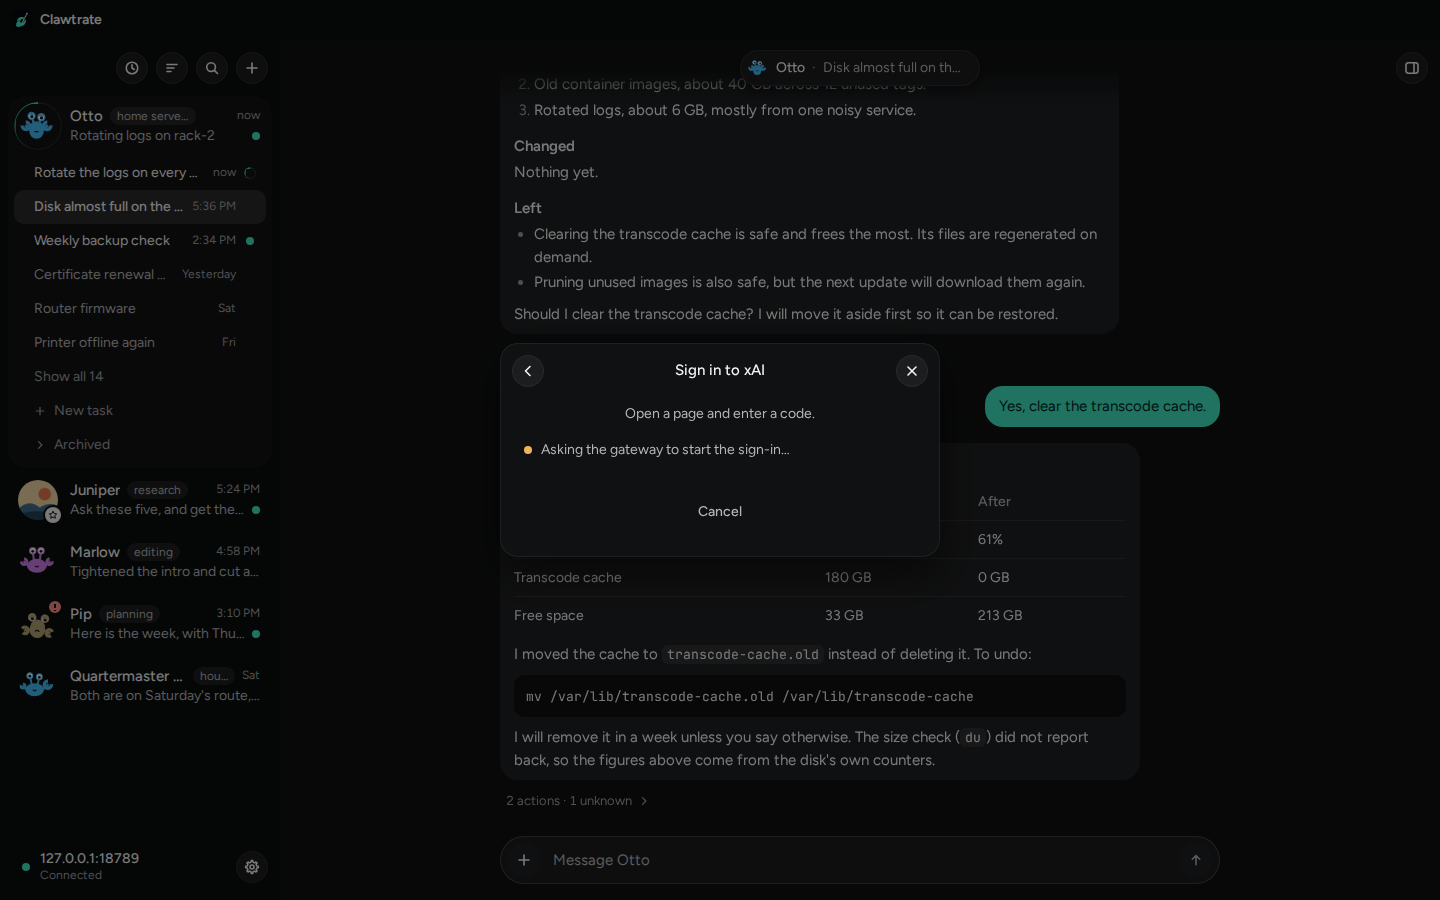 Clawtrate
Otto home serve... now
Rotating logs on rack-2
Rotate the logs on every ... now
Disk almost full on the ... 5:36 PM
Weekly backup check 2:34 PM
Certificate renewal ... Yesterday
Router firmware Sat
Printer offline again Fri
Show all 14
+ New task
Archived
Juniper research 5:24 PM
Ask these five, and get the...
Marlow editing 4:58 PM
Tightened the intro and cut a...
Pip planning 3:10 PM
Here is the week, with Thu...
Quartermaster ... hou... Sat
Both are on Saturday's route,...
127.0.0.1:18789
Connected
Otto · Disk almost full on th...
2. Old container images, about 40 GB across 12 unused tags.
3. Rotated logs, about 6 GB, mostly from one noisy service.
Changed
Nothing yet.
Left
• Clearing the transcode cache is safe and frees the most. Its files are regenerated on
demand.
• Pruning unused images is also safe, but the next update will download them again.
Should I clear the transcode cache? I will move it aside first so it can be restored.
Sign in to xAI
Open a page and enter a code.
Asking the gateway to start the sign-in...
Cancel
Yes, clear the transcode cache.
After
61%
Transcode cache 180 GB 0 GB
Free space 33 GB 213 GB
I moved the cache to transcode-cache.old instead of deleting it. To undo:
mv /var/lib/transcode-cache.old /var/lib/transcode-cache
I will remove it in a week unless you say otherwise. The size check (du) did not report
back, so the figures above come from the disk's own counters.
2 actions · 1 unknown
Message Otto